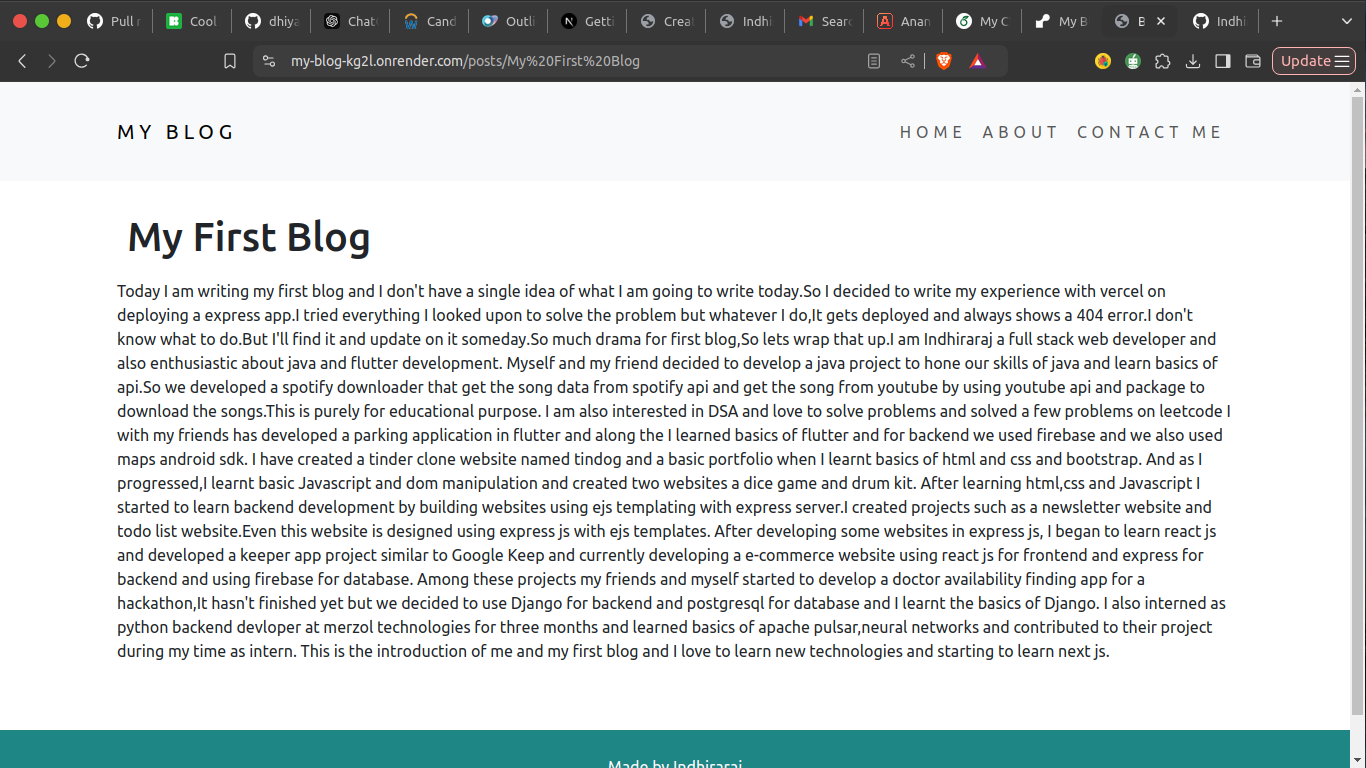 Pull r
Cool
dhiya
Chat
Cand
Outli
Getti
Creat
Indhi
Searc
Anan
My C
My B
B
Indhi
my-blog-kg2l.onrender.com/posts/My%20First%20Blog
Update
MY BLOG
HOME ABOUT CONTACT ME
My First Blog
Today I am writing my first blog and I don't have a single idea of what I am going to write today.So I decided to write my experience with vercel on
deploying a express app.I tried everything I looked upon to solve the problem but whatever I do,It gets deployed and always shows a 404 error.I don't
know what to do.But I'll find it and update on it someday.So much drama for first blog,So lets wrap that up.I am Indhiraraj a full stack web developer and
also enthusiastic about java and flutter development. Myself and my friend decided to develop a java project to hone our skills of java and learn basics of
api.So we developed a spotify downloader that get the song data from spotify api and get the song from youtube by using youtube api and package to
download the songs.This is purely for educational purpose. I am also interested in DSA and love to solve problems and solved a few problems on leetcode I
with my friends has developed a parking application in flutter and along the I learned basics of flutter and for backend we used firebase and we also used
maps android sdk. I have created a tinder clone website named tindog and a basic portfolio when I learnt basics of html and css and bootstrap. And as I
progressed,I learnt basic Javascript and dom manipulation and created two websites a dice game and drum kit. After learning html,css and Javascript I
started to learn backend development by building websites using ejs templating with express server.I created projects such as a newsletter website and
todo list website.Even this website is designed using express js with ejs templates. After developing some websites in express js, I began to learn react js
and developed a keeper app project similar to Google Keep and currently developing a e-commerce website using react js for frontend and express for
backend and using firebase for database. Among these projects my friends and myself started to develop a doctor availability finding app for a
hackathon,It hasn't finished yet but we decided to use Django for backend and postgresql for database and I learnt the basics of Django. I also interned as
python backend devloper at merzol technologies for three months and learned basics of apache pulsar,neural networks and contributed to their project
during my time as intern. This is the introduction of me and my first blog and I love to learn new technologies and starting to learn next js.
Made by Indhiraraj